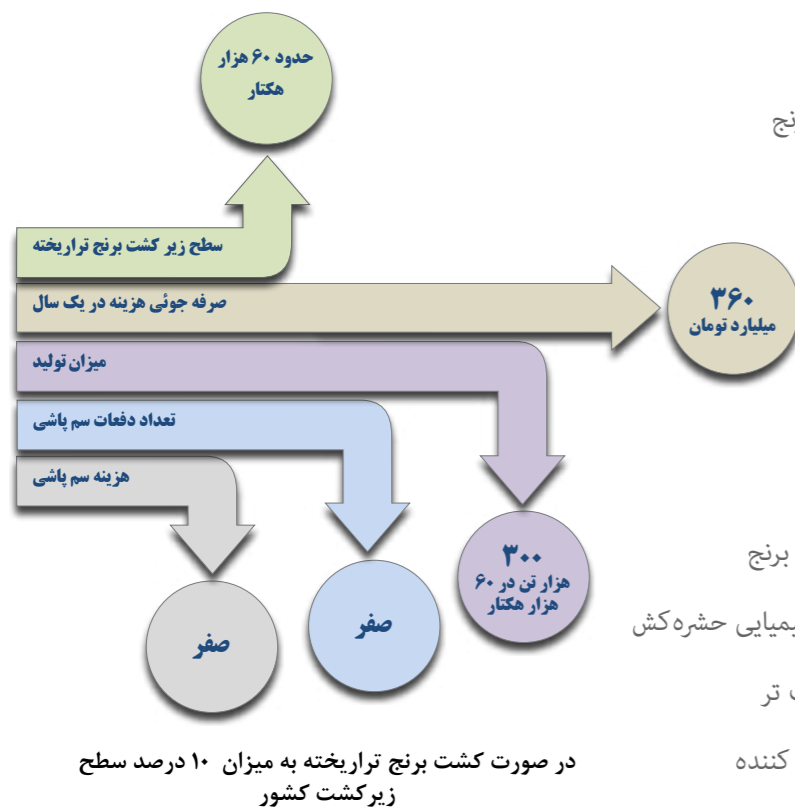 حدود ۶۰ هزار
هکتار
سطح زیر کشت برنج تراریخته
صرفه جوئی هزینه در یک سال
۳۶۰
میلیارد تومان
میزان تولید
تعداد دفعات سم پاشی
هزینه سم پاشی
۳۰۰
هزار تن در ۶۰
هزار هکتار
صفر
صفر
برنج
حشره‌کش
تر
کننده
در صورت کشت برنج تراریخته به میزان ۱۰ درصد سطح
زیرکشت کشور